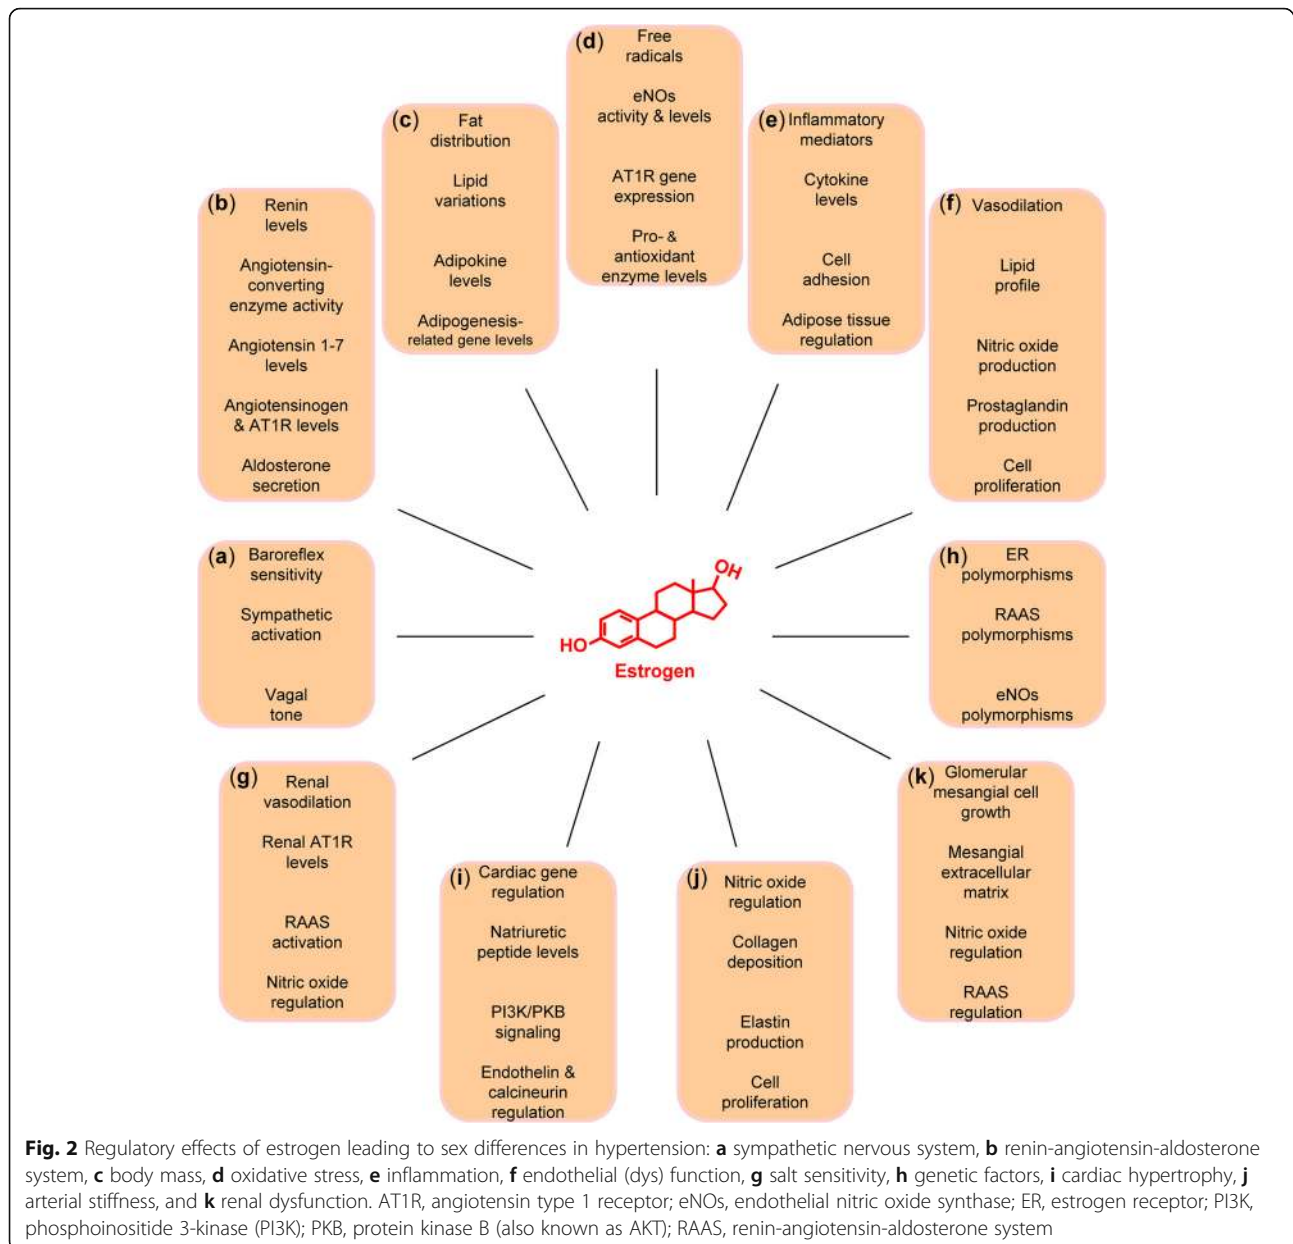 (d) Free
radicals
eNOs
activity & levels
AT1R gene
expression
Pro- &
antioxidant
enzyme levels
(c) Fat
distribution
Lipid
variations
Adipokine
levels
Adipogenesis-
related gene levels
(e) Inflammatory
mediators
Cytokine
levels
Cell
adhesion
Adipose tissue
regulation
(b) Renin
levels
Angiotensin-
converting
enzyme activity
Angiotensin 1-7
levels
Angiotensinogen
& AT1R levels
Aldosterone
secretion
(f) Vasodilation
Lipid
profile
Nitric oxide
production
Prostaglandin
production
Cell
proliferation
(a) Baroreflex
sensitivity
Sympathetic
activation
Vagal
tone
OH
HO
Estrogen
(h) ER
polymorphisms
RAAS
polymorphisms
eNOs
polymorphisms
(g) Renal
vasodilation
Renal AT1R
levels
RAAS
activation
Nitric oxide
regulation
(i) Cardiac gene
regulation
Natriuretic
peptide levels
PI3K/PKB
signaling
Endothelin &
calcineurin
regulation
(j) Nitric oxide
regulation
Collagen
deposition
Elastin
production
Cell
proliferation
(k) Glomerular
mesangial cell
growth
Mesangial
extracellular
matrix
Nitric oxide
regulation
RAAS
regulation
Fig. 2 Regulatory effects of estrogen leading to sex differences in hypertension: a sympathetic nervous system, b renin-angiotensin-aldosterone
system, c body mass, d oxidative stress, e inflammation, f endothelial (dys) function, g salt sensitivity, h genetic factors, i cardiac hypertrophy, j
arterial stiffness, and k renal dysfunction. AT1R, angiotensin type 1 receptor; eNOs, endothelial nitric oxide synthase; ER, estrogen receptor; PI3K,
phosphoinositide 3-kinase (PI3K); PKB, protein kinase B (also known as AKT); RAAS, renin-angiotensin-aldosterone system